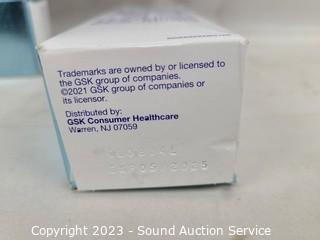 Trademarks are owned by or licensed to
the GSK group of companies.
©2021 GSK group of companies or
its licensor.
Distributed by:
GSK Consumer Healthcare
Warren, NJ 07059
Copyright 2023 - Sound Auction Service